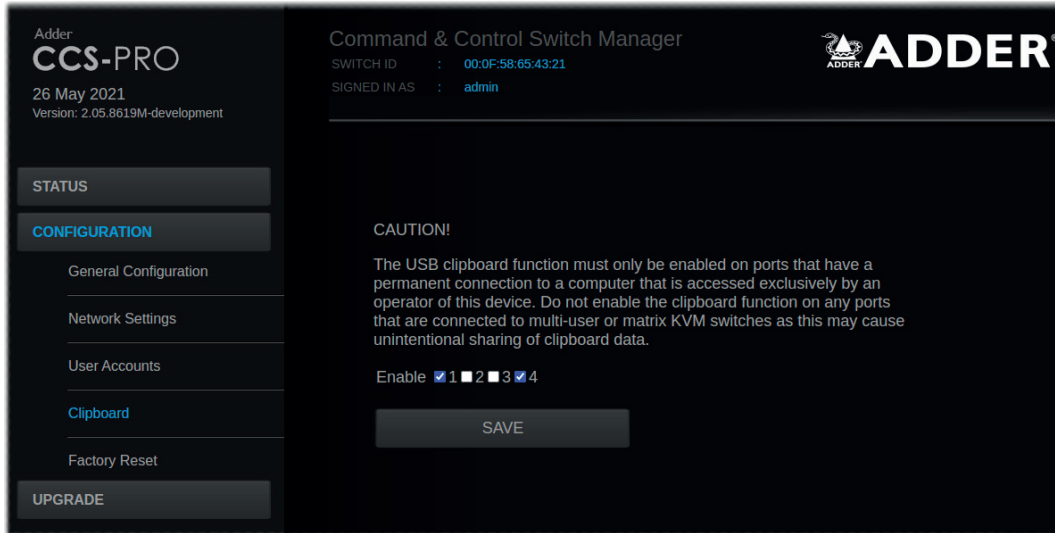 Adder
CCS-PRO
26 May 2021
Version: 2.05.8619M-development
Command & Control Switch Manager
SWITCH ID : 00:0F:58:65:43:21
SIGNED IN AS : admin
ADDER
ADDER®
STATUS
CONFIGURATION
General Configuration
Network Settings
User Accounts
Clipboard
Factory Reset
UPGRADE
CAUTION!
The USB clipboard function must only be enabled on ports that have a
permanent connection to a computer that is accessed exclusively by an
operator of this device. Do not enable the clipboard function on any ports
that are connected to multi-user or matrix KVM switches as this may cause
unintentional sharing of clipboard data.
Enable 1 2 3 4
SAVE